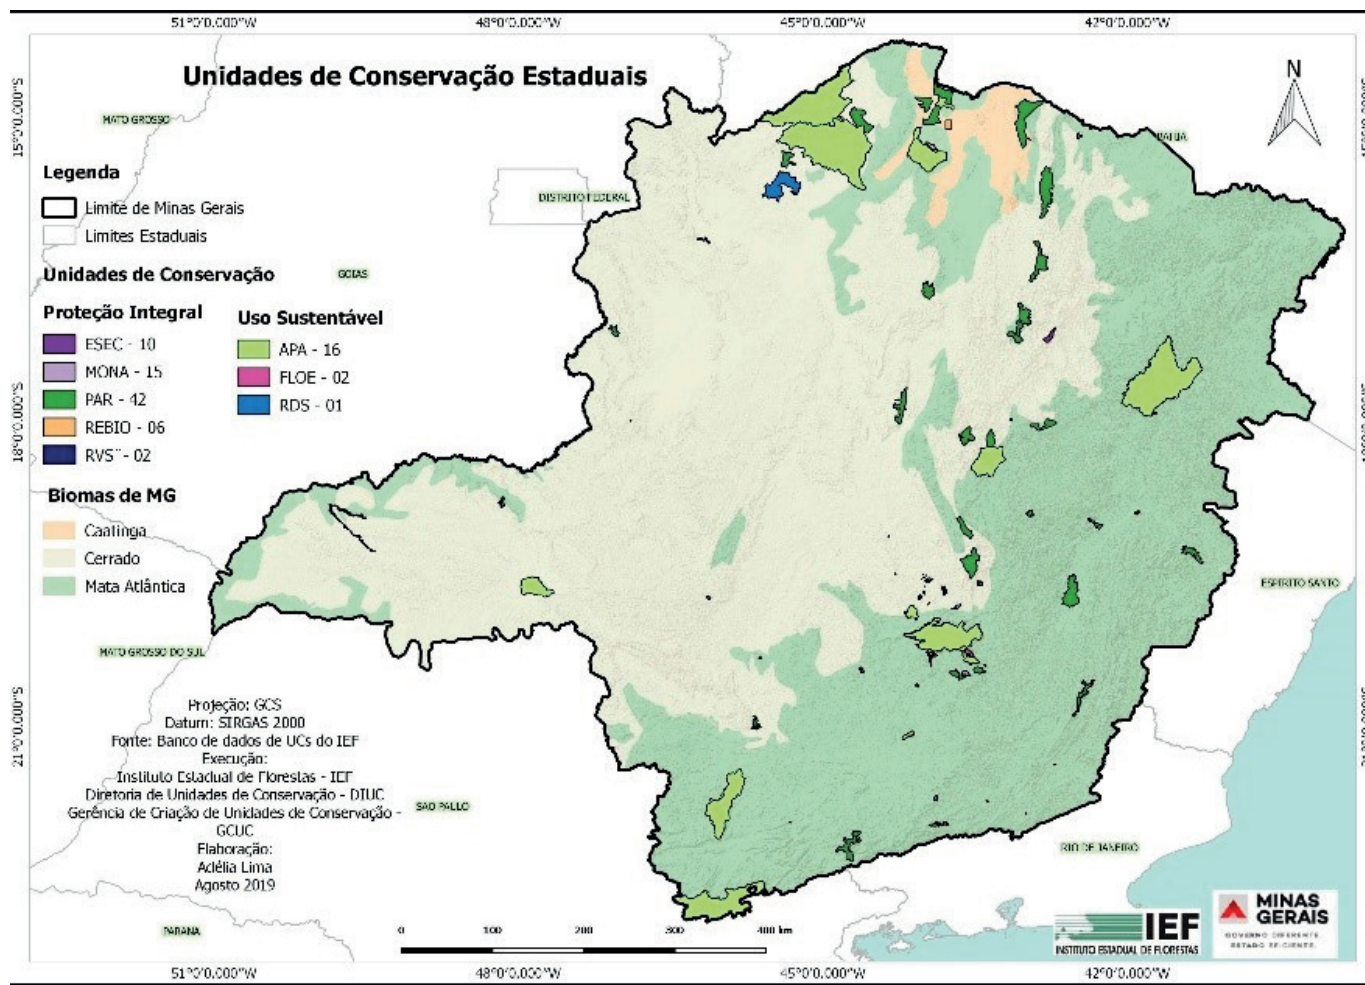 51°0'0.000"W 48°0'0.000"W 45°0'0.000"W 42°0'0.000"W
Unidades de Conservação Estaduais
N
15°0'0.000"S
MATO GROSSO
BAHIA
Legenda
Limite de Minas Gerais
Limites Estaduais
DISTRITO FEDERAL
GOIAS
Unidades de Conservação
Proteção Integral
ESEC - 10
MONA - 15
PAR - 42
REBIO - 06
RVS¨ - 02
Uso Sustentável
APA - 16
FLOE - 02
RDS - 01
18°0'0.000"S
Biomas de MG
Caatinga
Cerrado
Mata Atlântica
ESPIRITO SANTO
MATO GROSSO DO SUL
21°0'0.000"S
Projeção: GCS
Datum: SIRGAS 2000
Fonte: Banco de dados de UCs do IEF
Execução:
Instituto Estadual de Florestas - IEF
Diretoria de Unidades de Conservação - DIUC
Gerência de Criação de Unidades de Conservação -
GCUC
Elaboração:
Adélia Lima
Agosto 2019
SAO PAULO
RIO DE JANEIRO
PARANA
0 100 200 300 400 km
IEF
INSTITUTO ESTADUAL DE FLORESTAS
MINAS
GERAIS
GOVERNO DIFERENTE.
ESTADO EFICIENTE.
51°0'0.000"W 48°0'0.000"W 45°0'0.000"W 42°0'0.000"W